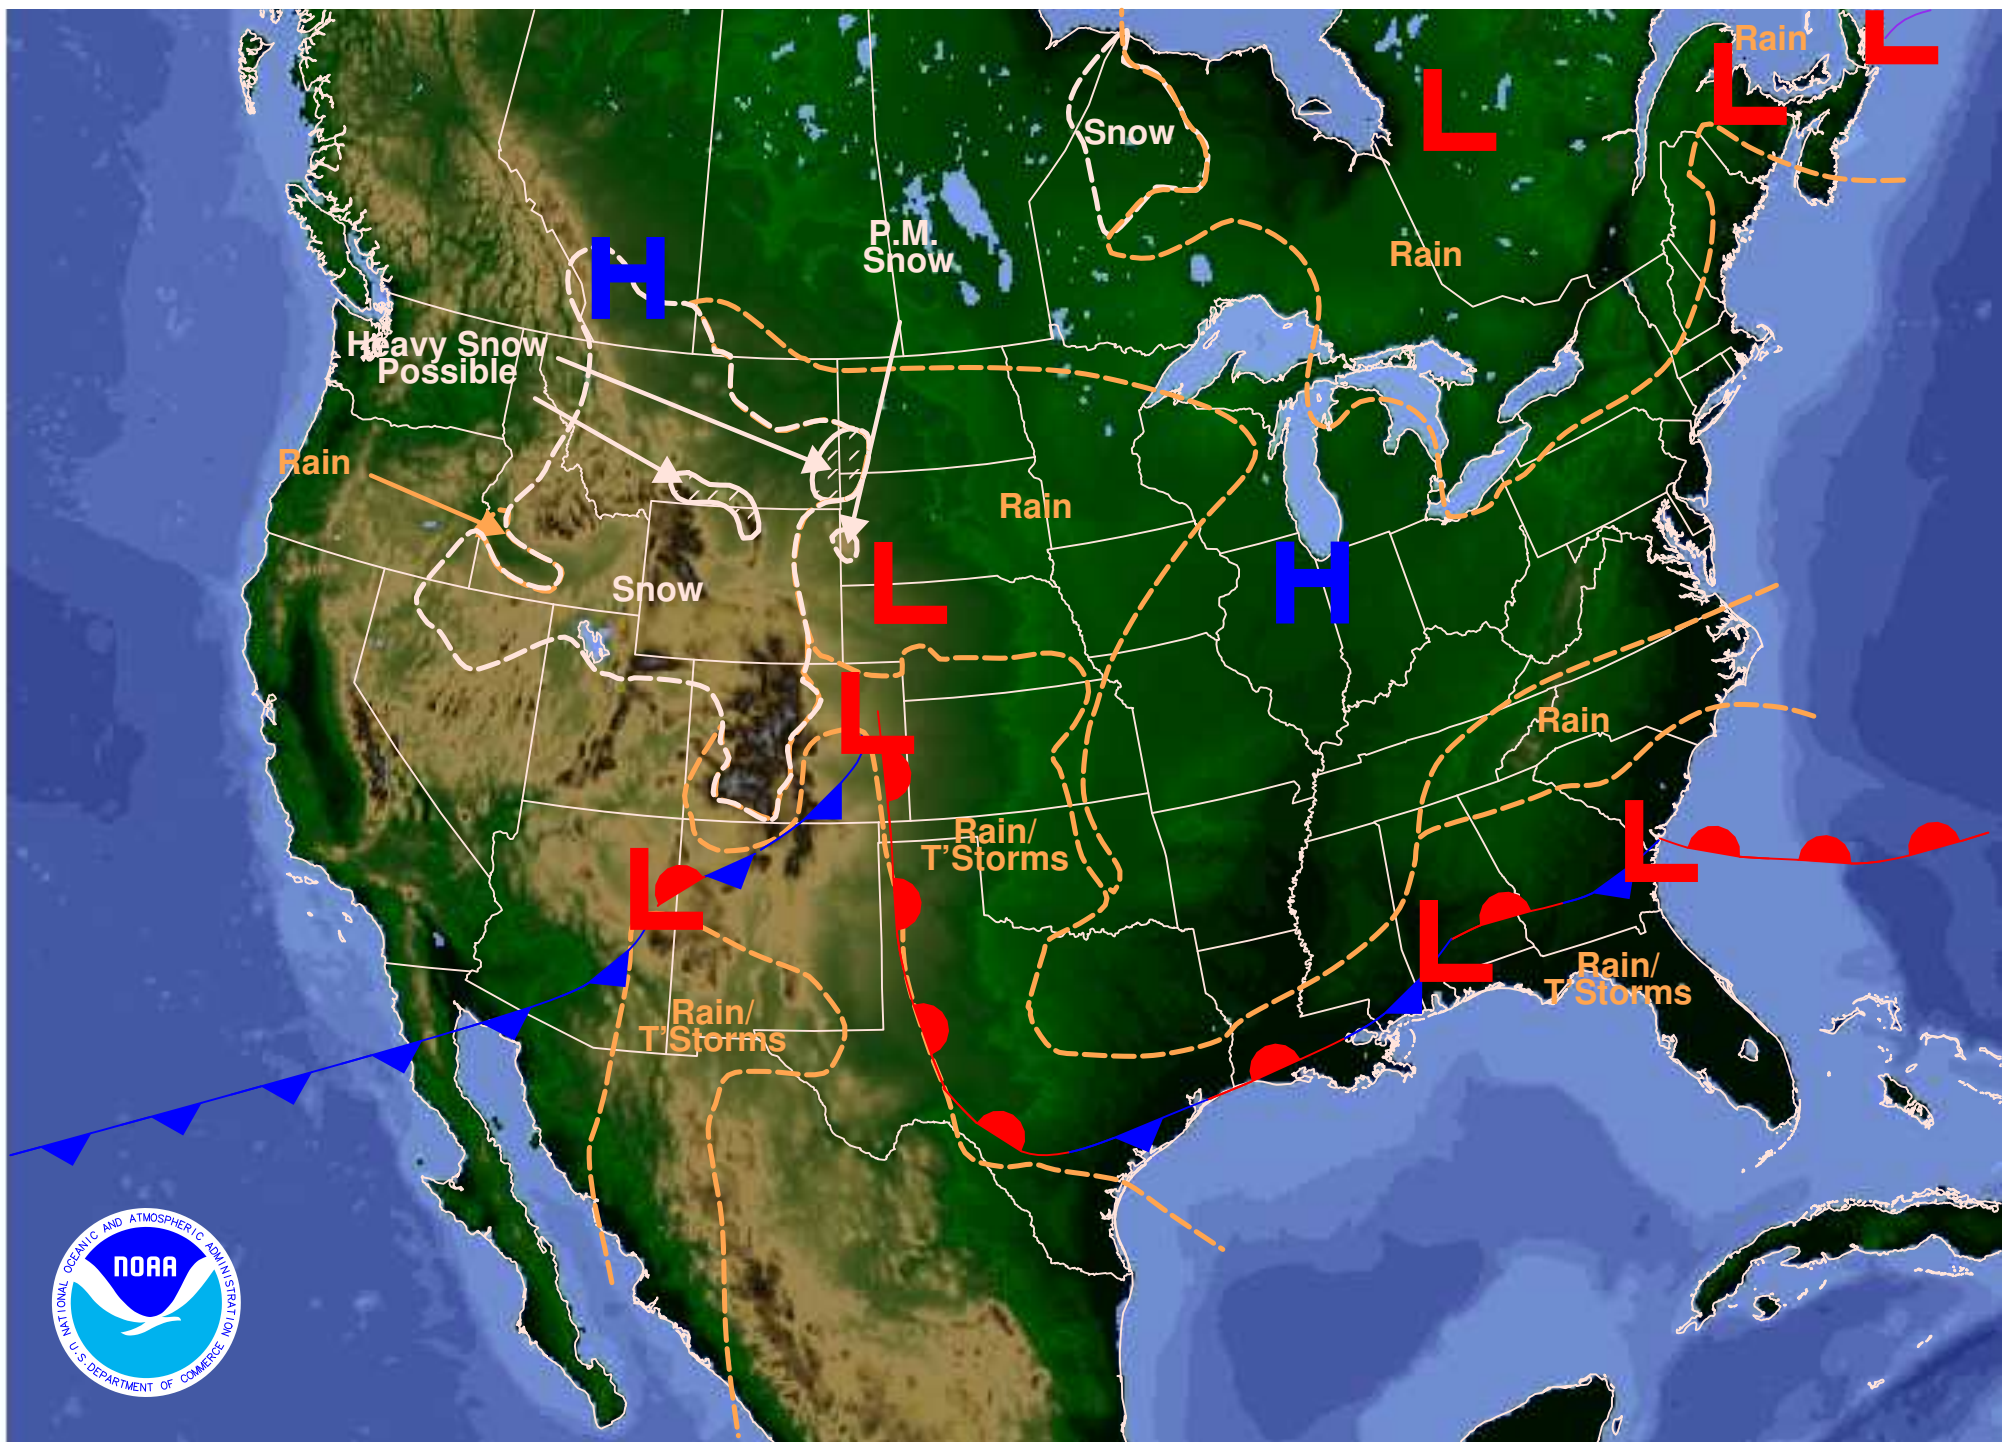 Rain
L
L
L
Snow
P.M.
Snow
Rain
H
Heavy Snow
Possible
Rain
Rain
L
H
Snow
L
Rain
Rain/
T'Storms
L
L
L
Rain/
T'Storms
Rain/
T'Storms
NATIONAL OCEANIC AND ATMOSPHERIC ADMINISTRATION
NOAA
U.S. DEPARTMENT OF COMMERCE